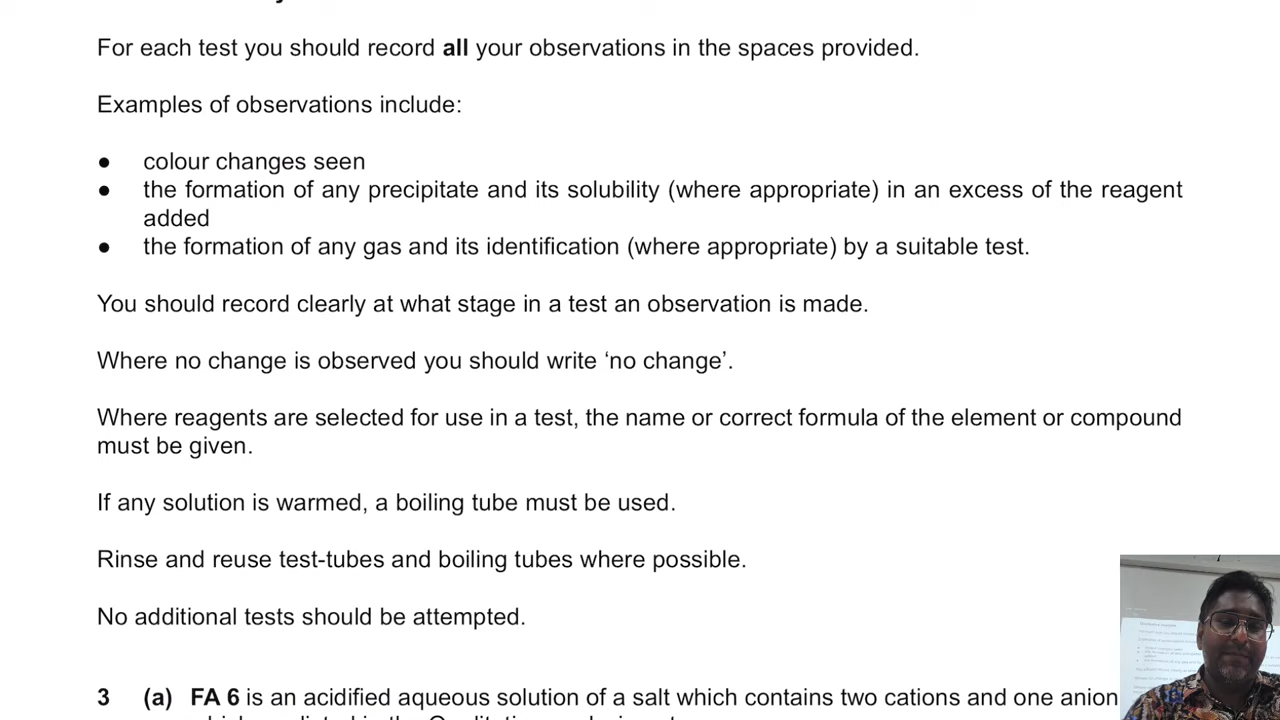 For each test you should record all your observations in the spaces provided.
Examples of observations include:
● colour changes seen
● the formation of any precipitate and its solubility (where appropriate) in an excess of the reagent
added
● the formation of any gas and its identification (where appropriate) by a suitable test.
You should record clearly at what stage in a test an observation is made.
Where no change is observed you should write ‘no change’.
Where reagents are selected for use in a test, the name or correct formula of the element or compound
must be given.
If any solution is warmed, a boiling tube must be used.
Rinse and reuse test-tubes and boiling tubes where possible.
No additional tests should be attempted.
3 (a) FA 6 is an acidified aqueous solution of a salt which contains two cations and one anion